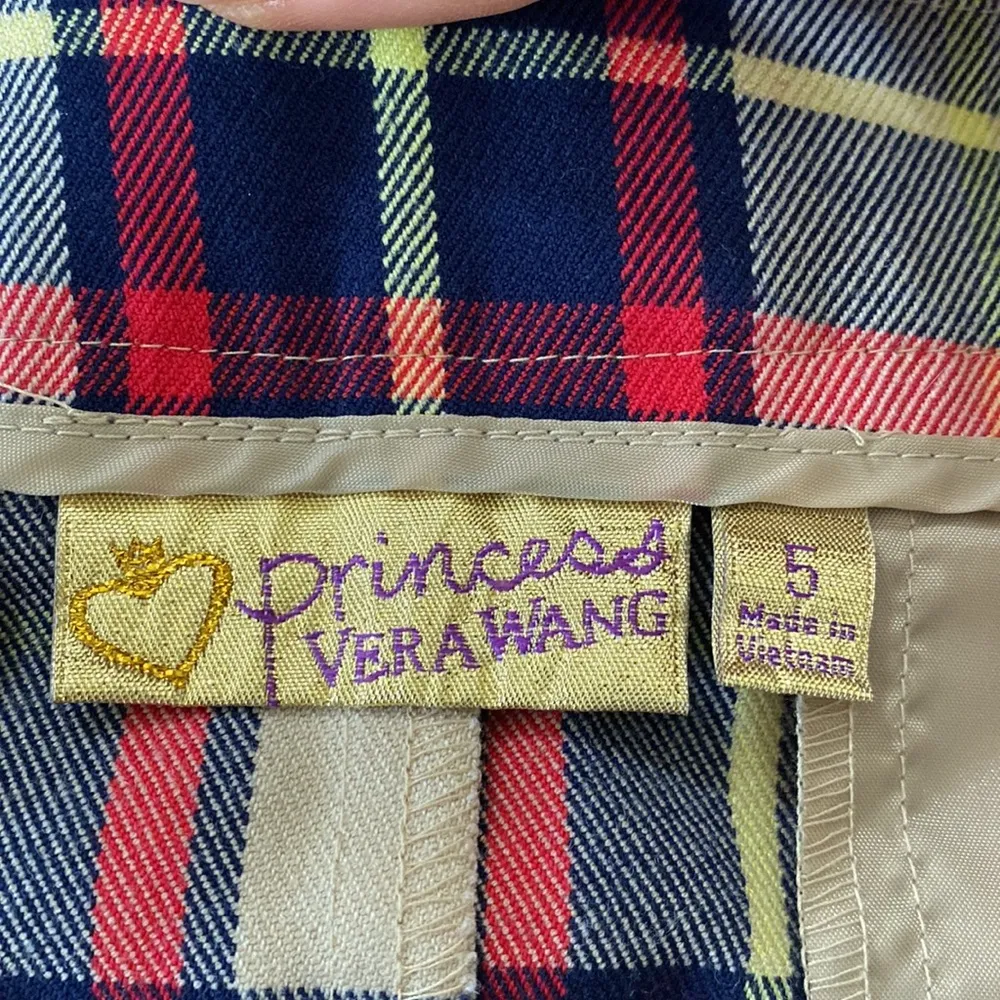 princess
VERA WANG
5
Made in
Vietnam